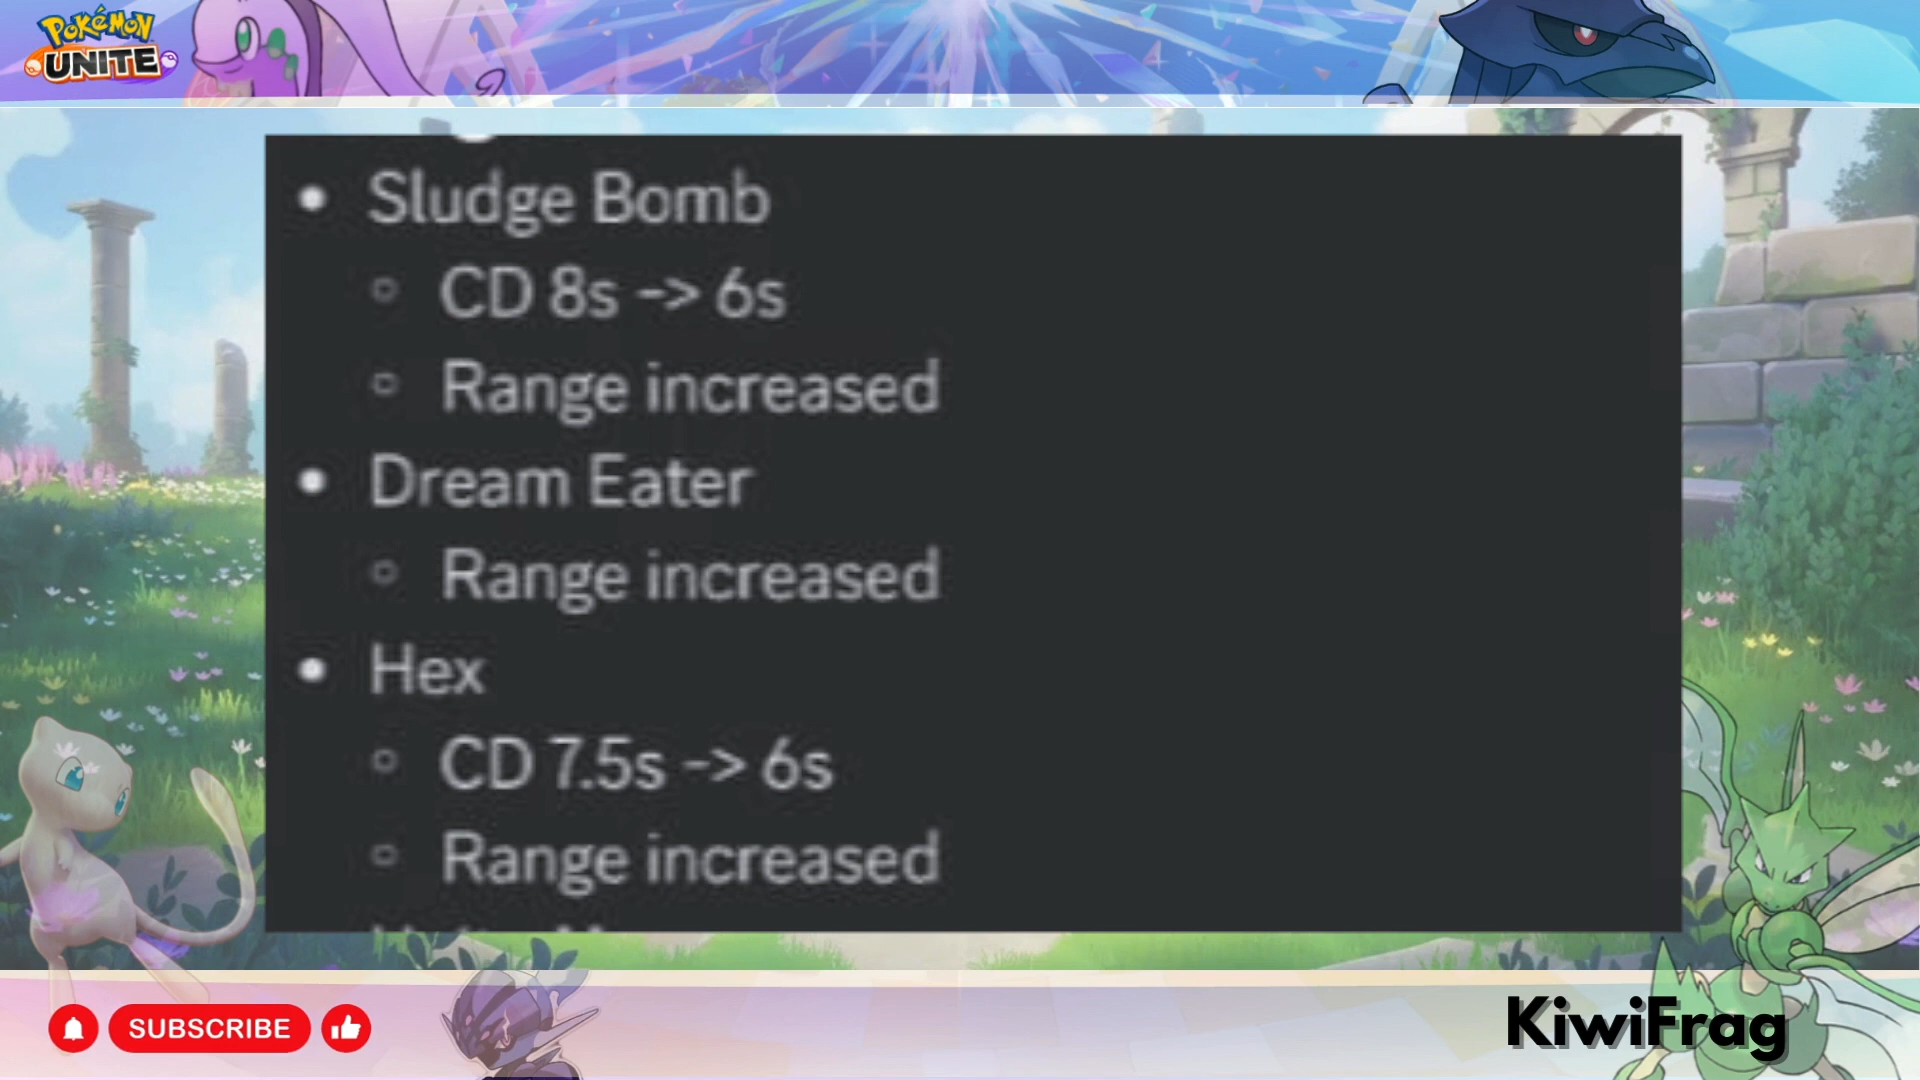 POKÉMON
UNITE
Sludge Bomb
CD 8s -> 6s
Range increased
Dream Eater
Range increased
Hex
CD 7.5s -> 6s
Range increased
SUBSCRIBE
KiwiFrag